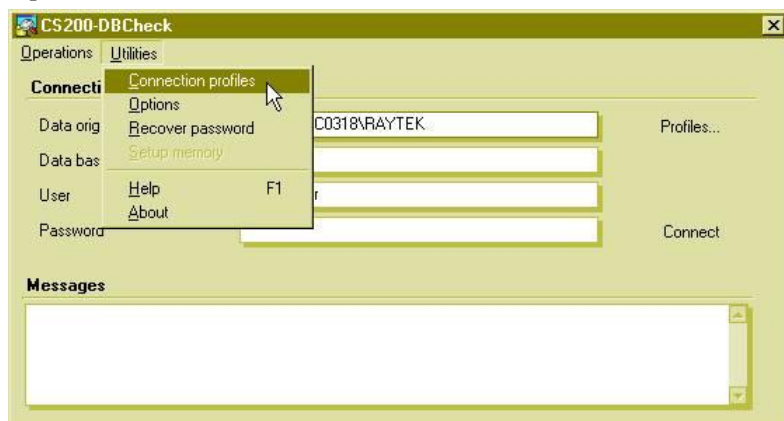 CS200-DBCheck
Operations Utilities
Connecti
Connection profiles
Options
Recover password
Setup memory
Help F1
About
Data orig C0318\RAYTEK Profiles...
Data bas
User r
Password Connect
Messages